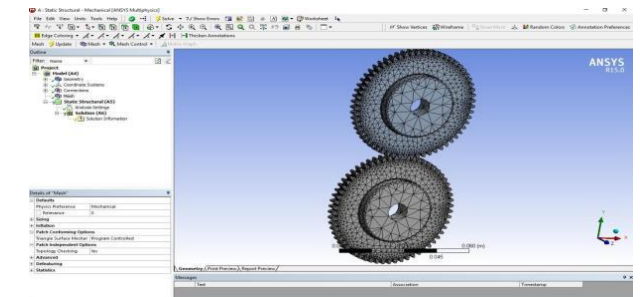 A : Static Structural - Mechanical [ANSYS Multiphysics]
File Edit View Units Tools Help
Solve ?/ Show Errors
Worksheet
Show Vertices Wireframe
Random Colors Annotation Preferences
Edge Coloring
Thicken Annotations
Mesh Update Mesh Mesh Control
Outline
Filter: Name
Project
Model (A4)
Geometry
Coordinate Systems
Connections
Mesh
Static Structural (A5)
Analysis Settings
Solution (A6)
Solution Information
ANSYS
R15.0
Details of "Mesh"
Defaults
Physics Preference Mechanical
Relevance 0
Sizing
Inflation
Patch Conforming Options
Triangle Surface Mesher Program Controlled
Patch Independent Options
Topology Checking No
Advanced
Defeaturing
Statistics
0.045
Geometry Print Preview Report Preview
Messages
Text Association Timestamp